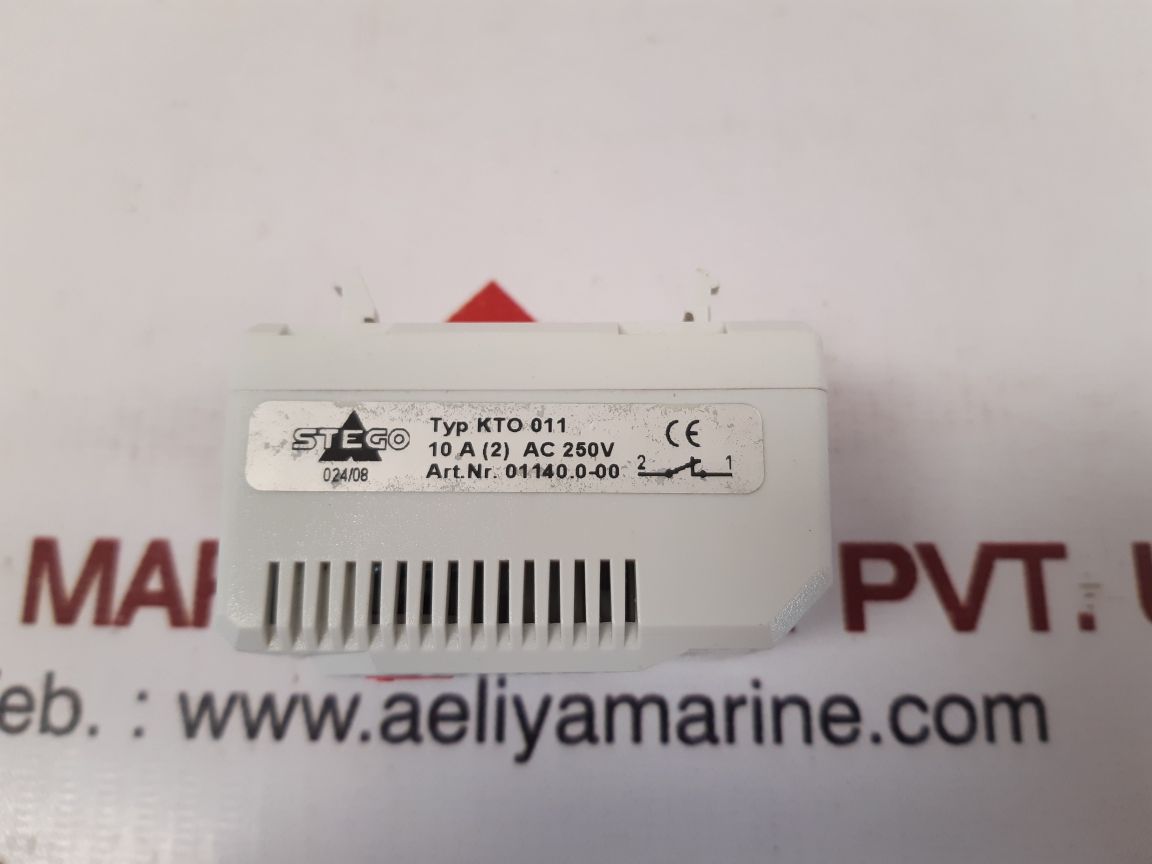 STEGO
024/08
Typ KTO 011
10 A (2) AC 250V
Art.Nr. 01140.0-00
CE
2 1
PVT.
eb. : www.aeliyamarine.com